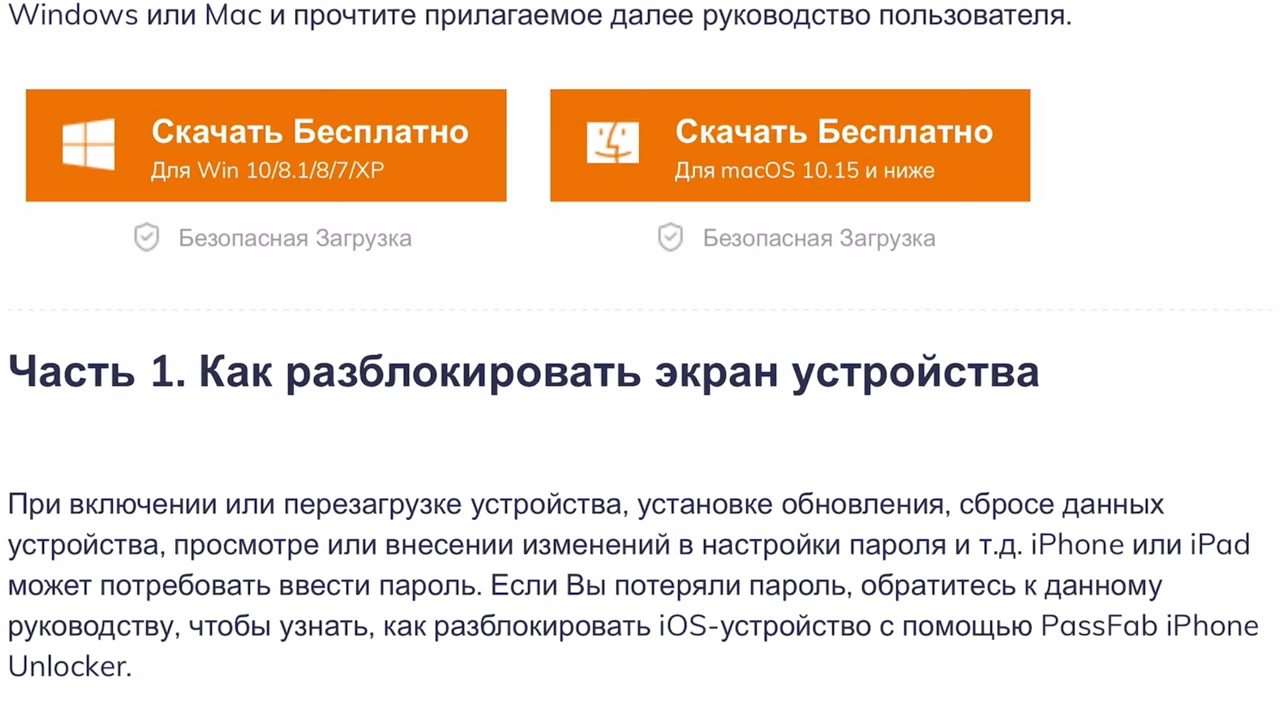 Windows или Mac и прочтите прилагаемое далее руководство пользователя.
Скачать Бесплатно
Для Win 10/8.1/8/7/XP
Безопасная Загрузка
Скачать Бесплатно
Для macOS 10.15 и ниже
Безопасная Загрузка
Часть 1. Как разблокировать экран устройства
При включении или перезагрузке устройства, установке обновления, сбросе данных
устройства, просмотре или внесении изменений в настройки пароля и т.д. iPhone или iPad
может потребовать ввести пароль. Если Вы потеряли пароль, обратитесь к данному
руководству, чтобы узнать, как разблокировать iOS-устройство с помощью PassFab iPhone
Unlocker.